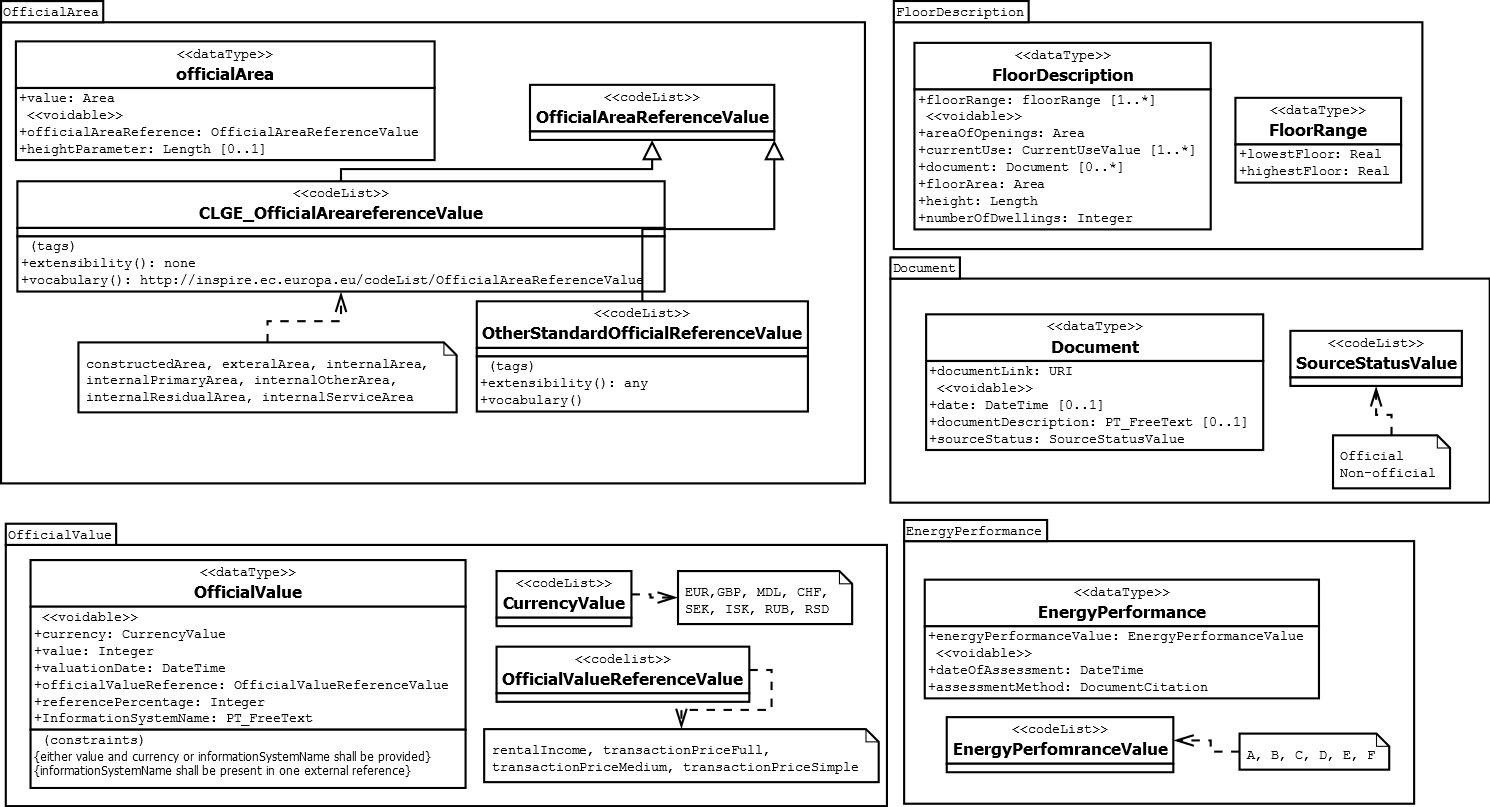 OfficialArea
<<dataType>>
officialArea
+value: Area
<<voidable>>
+officialAreaReference: OfficialAreaReferenceValue
+heightParameter: Length [0..1]
<<codeList>>
OfficialAreaReferenceValue
<<codeList>>
CLGE_OfficialAreareferenceValue
(tags)
+extensibility(): none
+vocabulary(): http://inspire.ec.europa.eu/codeList/OfficialAreaReferenceValue
constructedArea, exteralArea, internalArea,
internalPrimaryArea, internalOtherArea,
internalResidualArea, internalServiceArea
<<codeList>>
OtherStandardOfficialReferenceValue
(tags)
+extensibility(): any
+vocabulary()
FloorDescription
<<dataType>>
FloorDescription
+floorRange: floorRange [1..*]
<<voidable>>
+areaOfOpenings: Area
+currentUse: CurrentUseValue [1..*]
+document: Document [0..*]
+floorArea: Area
+height: Length
+numberOfDwellings: Integer
<<dataType>>
FloorRange
+lowestFloor: Real
+highestFloor: Real
Document
<<dataType>>
Document
+documentLink: URI
<<voidable>>
+date: DateTime [0..1]
+documentDescription: PT_FreeText [0..1]
+sourceStatus: SourceStatusValue
<<codeList>>
SourceStatusValue
Official
Non-official
OfficialValue
<<dataType>>
OfficialValue
<<voidable>>
+currency: CurrencyValue
+value: Integer
+valuationDate: DateTime
+officialValueReference: OfficialValueReferenceValue
+referencePercentage: Integer
+InformationSystemName: PT_FreeText
(constraints)
{either value and currency or informationSystemName shall be provided}
{informationSystemName shall be present in one external reference}
<<codeList>>
CurrencyValue
EUR,GBP, MDL, CHF,
SEK, ISK, RUB, RSD
<<codelist>>
OfficialValueReferenceValue
rentalIncome, transactionPriceFull,
transactionPriceMedium, transactionPriceSimple
EnergyPerformance
<<dataType>>
EnergyPerformance
+energyPerformanceValue: EnergyPerformanceValue
<<voidable>>
+dateOfAssessment: DateTime
+assessmentMethod: DocumentCitation
<<codeList>>
EnergyPerfomranceValue
A, B, C, D, E, F